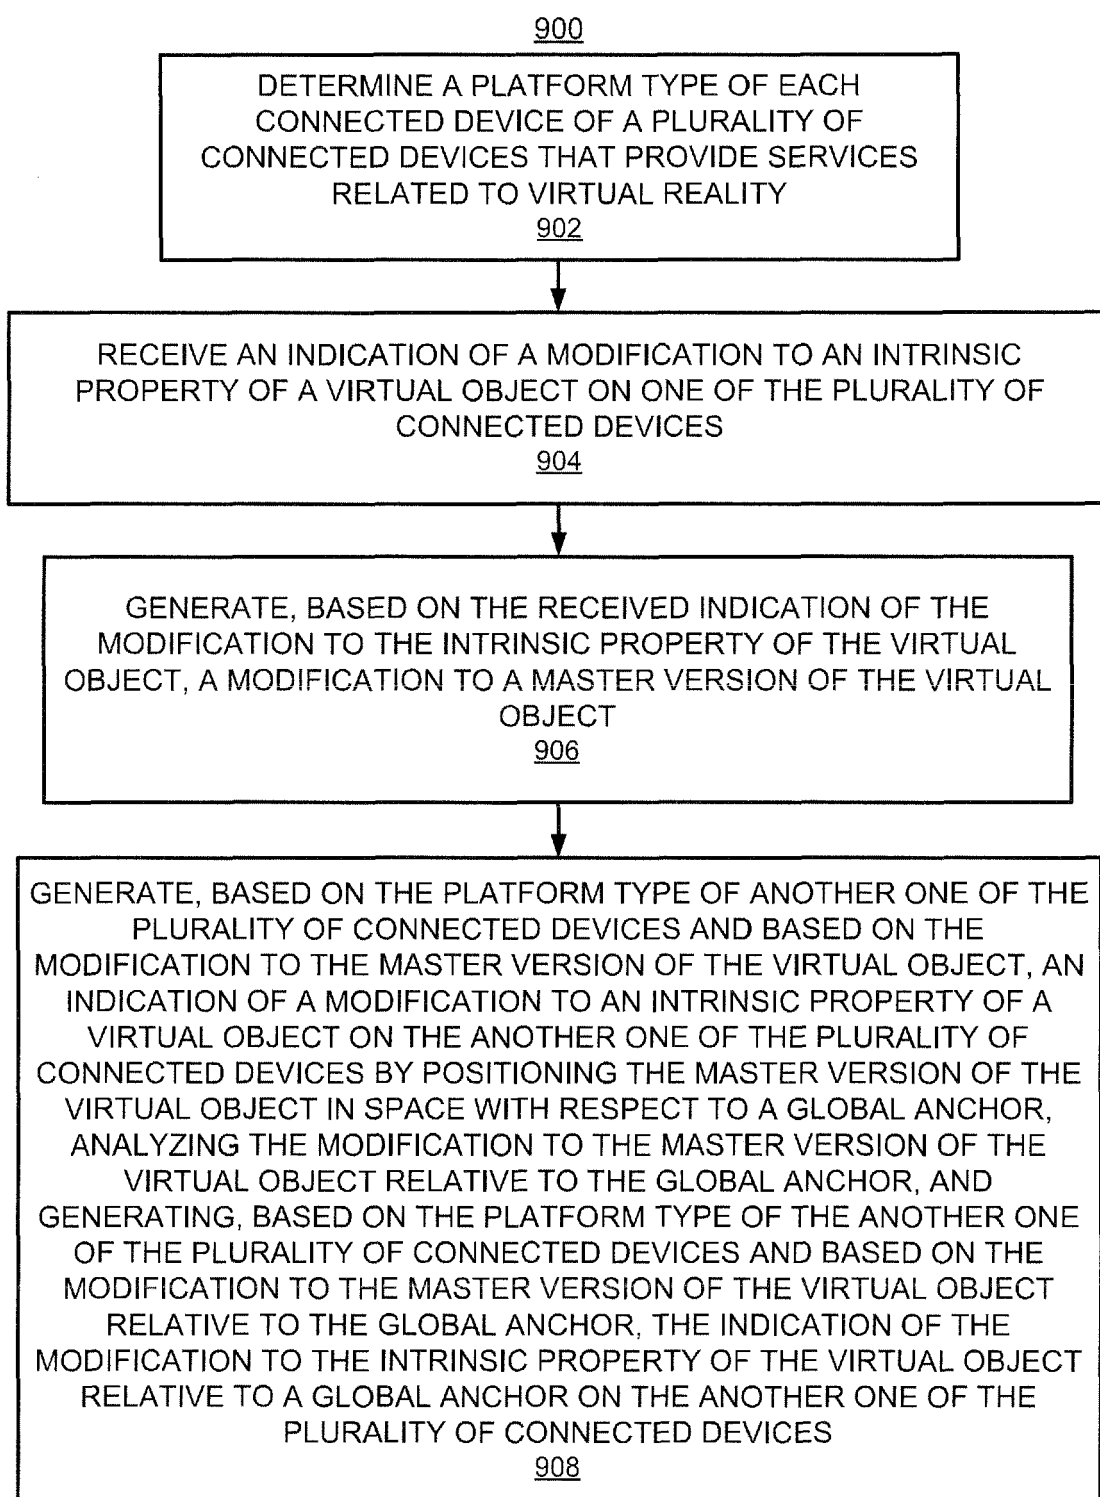 900
DETERMINE A PLATFORM TYPE OF EACH
CONNECTED DEVICE OF A PLURALITY OF
CONNECTED DEVICES THAT PROVIDE SERVICES
RELATED TO VIRTUAL REALITY
902
RECEIVE AN INDICATION OF A MODIFICATION TO AN INTRINSIC
PROPERTY OF A VIRTUAL OBJECT ON ONE OF THE PLURALITY OF
CONNECTED DEVICES
904
GENERATE, BASED ON THE RECEIVED INDICATION OF THE
MODIFICATION TO THE INTRINSIC PROPERTY OF THE VIRTUAL
OBJECT, A MODIFICATION TO A MASTER VERSION OF THE VIRTUAL
OBJECT
906
GENERATE, BASED ON THE PLATFORM TYPE OF ANOTHER ONE OF THE
PLURALITY OF CONNECTED DEVICES AND BASED ON THE
MODIFICATION TO THE MASTER VERSION OF THE VIRTUAL OBJECT, AN
INDICATION OF A MODIFICATION TO AN INTRINSIC PROPERTY OF A
VIRTUAL OBJECT ON THE ANOTHER ONE OF THE PLURALITY OF
CONNECTED DEVICES BY POSITIONING THE MASTER VERSION OF THE
VIRTUAL OBJECT IN SPACE WITH RESPECT TO A GLOBAL ANCHOR,
ANALYZING THE MODIFICATION TO THE MASTER VERSION OF THE
VIRTUAL OBJECT RELATIVE TO THE GLOBAL ANCHOR, AND
GENERATING, BASED ON THE PLATFORM TYPE OF THE ANOTHER ONE
OF THE PLURALITY OF CONNECTED DEVICES AND BASED ON THE
MODIFICATION TO THE MASTER VERSION OF THE VIRTUAL OBJECT
RELATIVE TO THE GLOBAL ANCHOR, THE INDICATION OF THE
MODIFICATION TO THE INTRINSIC PROPERTY OF THE VIRTUAL OBJECT
RELATIVE TO A GLOBAL ANCHOR ON THE ANOTHER ONE OF THE
PLURALITY OF CONNECTED DEVICES
908